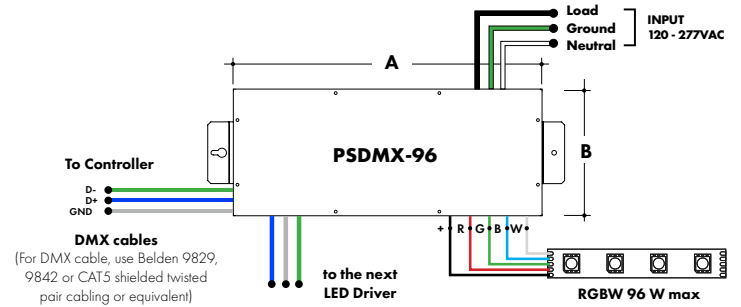 Load
Ground
Neutral
INPUT
120 - 277VAC
A
PSDMX-96
B
To Controller
D-
D+
GND
DMX cables
(For DMX cable, use Belden 9829,
9842 or CAT5 shielded twisted
pair cabling or equivalent)
to the next
LED Driver
+ R G B W
RGBW 96 W max